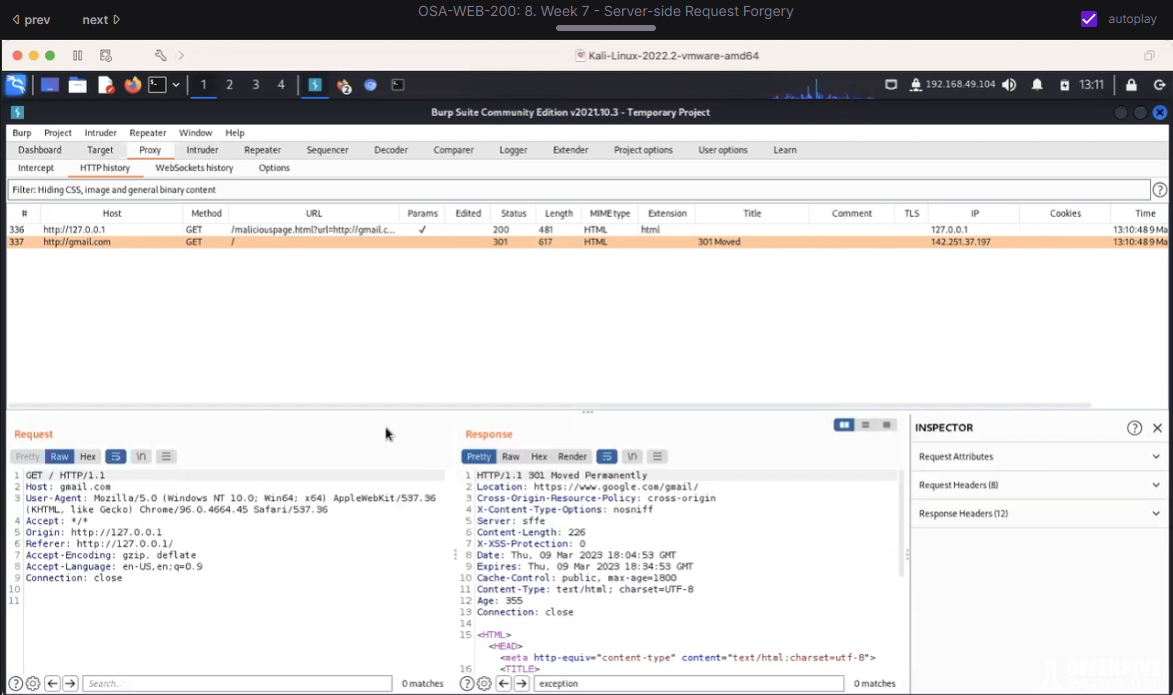 prev
next
OSA-WEB-200: 8. Week 7 - Server-side Request Forgery
autoplay
Kali-Linux-2022.2-vmware-amd64
1 2 3 4
2
192.168.49.104
13:11
Burp Suite Community Edition v2021.10.3 - Temporary Project
Burp Project Intruder Repeater Window Help
Dashboard Target Proxy Intruder Repeater Sequencer Decoder Comparer Logger Extender Project options User options Learn
Intercept HTTP history WebSockets history Options
Filter: Hiding CSS, image and general binary content
# Host Method URL Params Edited Status Length MIME type Extension Title Comment TLS IP Cookies Time
336 http://127.0.0.1 GET /maliciouspage.html?url=http://gmail.c... ✓ 200 481 HTML html 127.0.0.1 13:10:48 9 Ma
337 http://gmail.com GET / 301 617 HTML 301 Moved 142.251.37.197 13:10:48 9 Ma
Request
Pretty Raw Hex \n
1 GET / HTTP/1.1
2 Host: gmail.com
3 User-Agent: Mozilla/5.0 (Windows NT 10.0; Win64; x64) AppleWebKit/537.36
(KHTML, like Gecko) Chrome/96.0.4664.45 Safari/537.36
4 Accept: */*
5 Origin: http://127.0.0.1
6 Referer: http://127.0.0.1/
7 Accept-Encoding: gzip, deflate
8 Accept-Language: en-US,en;q=0.9
9 Connection: close
10
11
Search...
0 matches
Response
Pretty Raw Hex Render \n
1 HTTP/1.1 301 Moved Permanently
2 Location: https://www.google.com/gmail/
3 Cross-Origin-Resource-Policy: cross-origin
4 X-Content-Type-Options: nosniff
5 Server: sffe
6 Content-Length: 226
7 X-XSS-Protection: 0
8 Date: Thu, 09 Mar 2023 18:04:53 GMT
9 Expires: Thu, 09 Mar 2023 18:34:53 GMT
10 Cache-Control: public, max-age=1800
11 Content-Type: text/html; charset=UTF-8
12 Age: 355
13 Connection: close
14
15 <HTML>
<HEAD>
<meta http-equiv="content-type" content="text/html;charset=utf-8">
16 <TITLE>
exception
0 matches
INSPECTOR
Request Attributes
Request Headers (8)
Response Headers (12)
OFFENSIVE